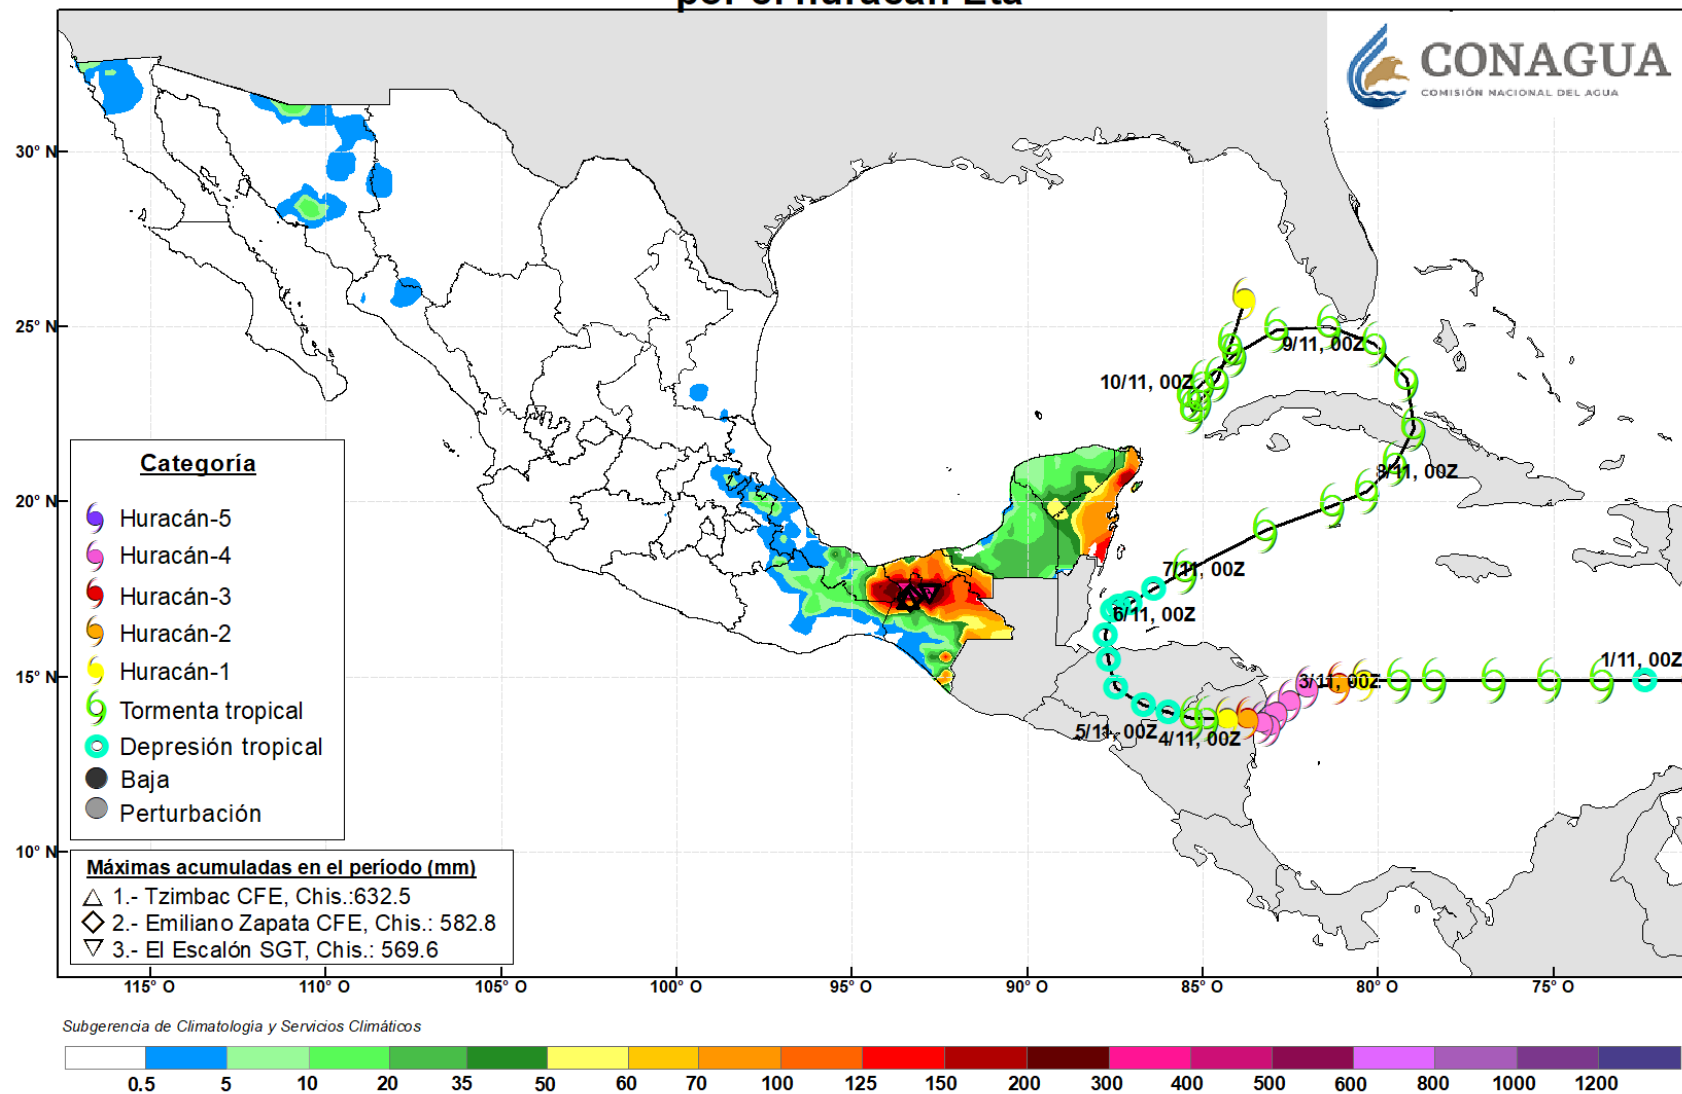 por el huracán Eta
CONAGUA
COMISIÓN NACIONAL DEL AGUA
30° N
25° N
20° N
15° N
10° N
10/11, 00Z
9/11, 00Z
8/11, 00Z
7/11, 00Z
6/11, 00Z
5/11, 00Z
4/11, 00Z
3/11, 00Z
1/11, 00Z
Categoría
Huracán-5
Huracán-4
Huracán-3
Huracán-2
Huracán-1
Tormenta tropical
Depresión tropical
Baja
Perturbación
Máximas acumuladas en el período (mm)
1.- Tzimbac CFE, Chis.:632.5
2.- Emiliano Zapata CFE, Chis.: 582.8
3.- El Escalón SGT, Chis.: 569.6
115° O 110° O 105° O 100° O 95° O 90° O 85° O 80° O 75° O
Subgerencia de Climatología y Servicios Climáticos
0.5 5 10 20 35 50 60 70 100 125 150 200 300 400 500 600 800 1000 1200